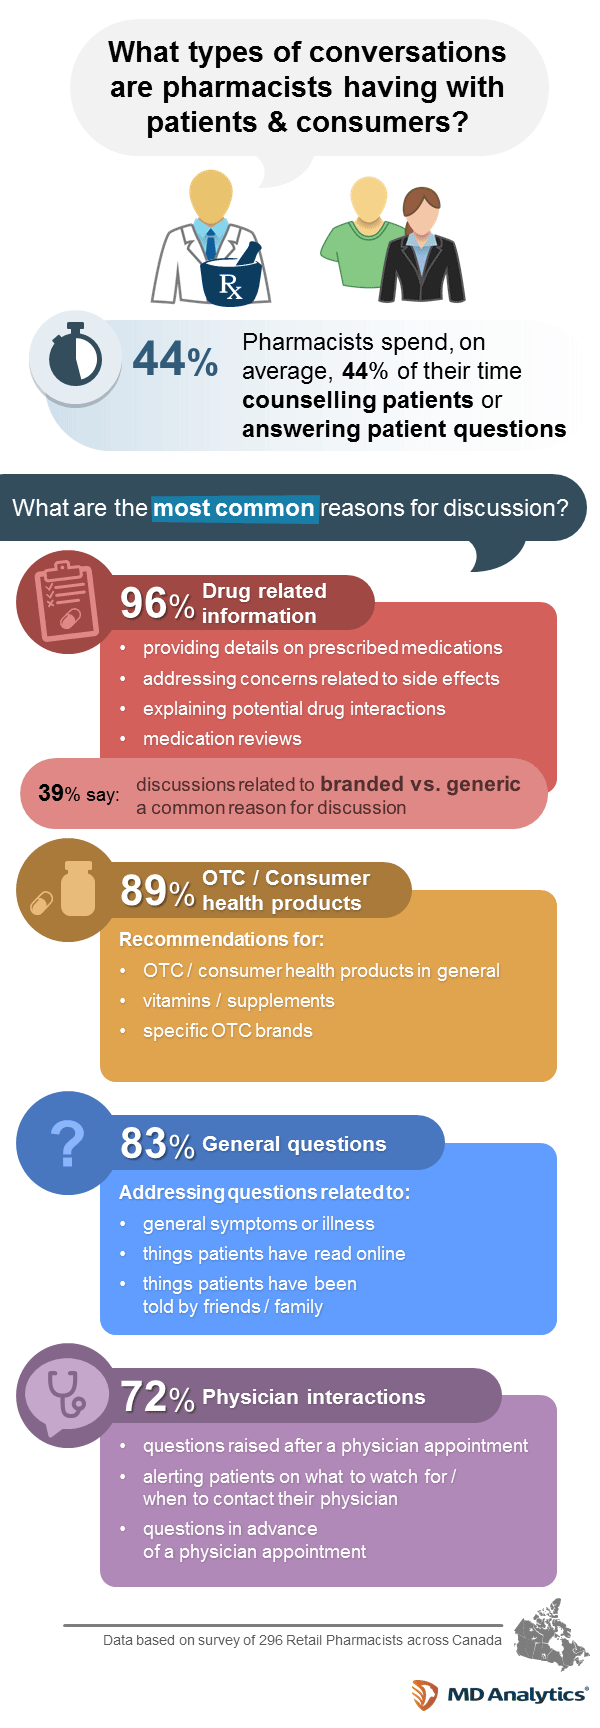 What types of conversations
are pharmacists having with
patients & consumers?
Rx
44%
Pharmacists spend, on
average, 44% of their time
counselling patients or
answering patient questions
What are the most common reasons for discussion?
96% Drug related
information
• providing details on prescribed medications
• addressing concerns related to side effects
• explaining potential drug interactions
• medication reviews
39% say: discussions related to branded vs. generic
a common reason for discussion
89% OTC / Consumer
health products
Recommendations for:
• OTC / consumer health products in general
• vitamins / supplements
• specific OTC brands
?
83% General questions
Addressing questions related to:
• general symptoms or illness
• things patients have read online
• things patients have been
told by friends / family
72% Physician interactions
• questions raised after a physician appointment
• alerting patients on what to watch for /
when to contact their physician
• questions in advance
of a physician appointment
Data based on survey of 296 Retail Pharmacists across Canada
MD Analytics®